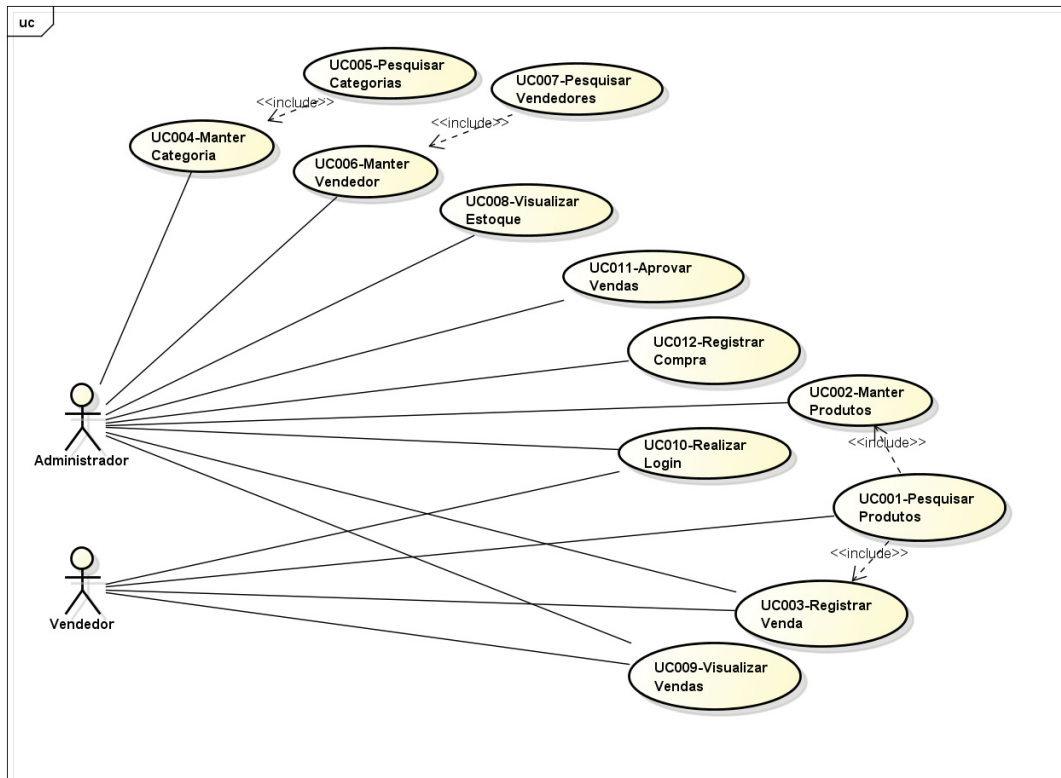 uc
UC005-Pesquisar
Categorias
UC007-Pesquisar
Vendedores
<<include>>
<<include>>
UC004-Manter
Categoria
UC006-Manter
Vendedor
UC008-Visualizar
Estoque
UC011-Aprovar
Vendas
UC012-Registrar
Compra
UC002-Manter
Produtos
<<include>>
UC010-Realizar
Login
Administrador
UC001-Pesquisar
Produtos
<<include>>
UC003-Registrar
Venda
Vendedor
UC009-Visualizar
Vendas